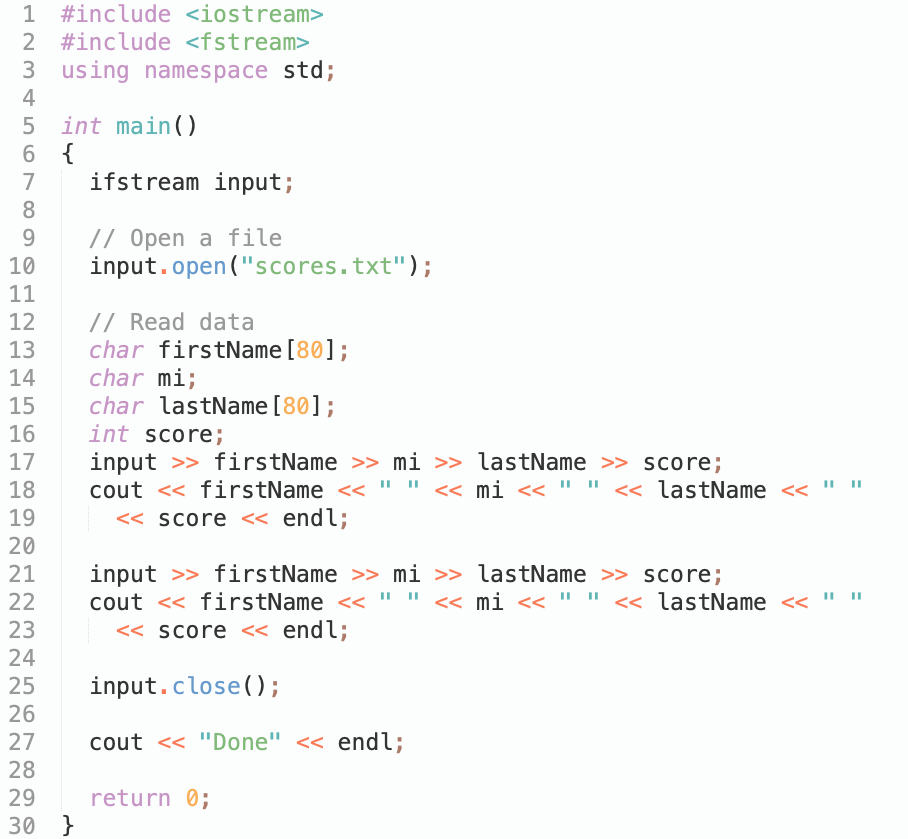 1 #include <iostream>
2 #include <fstream>
3 using namespace std;
4
5 int main()
6 {
7   ifstream input;
8
9   // Open a file
10   input.open("scores.txt");
11
12   // Read data
13   char firstName[80];
14   char mi;
15   char lastName[80];
16   int score;
17   input >> firstName >> mi >> lastName >> score;
18   cout << firstName << " " << mi << " " << lastName << " "
19     << score << endl;
20
21   input >> firstName >> mi >> lastName >> score;
22   cout << firstName << " " << mi << " " << lastName << " "
23     << score << endl;
24
25   input.close();
26
27   cout << "Done" << endl;
28
29   return 0;
30 }